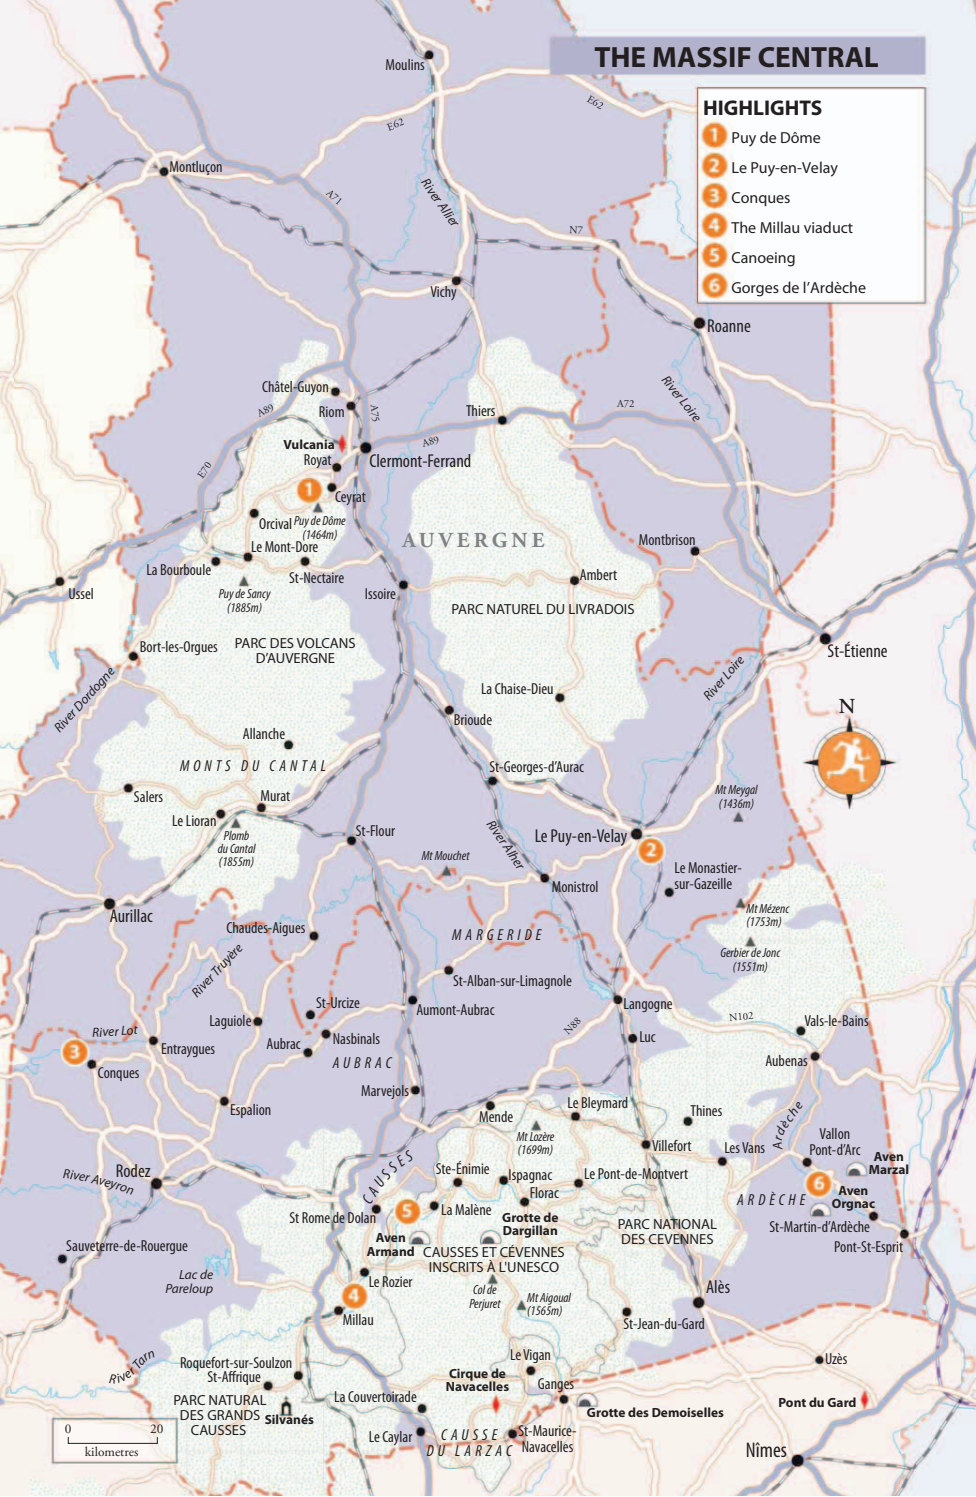 THE MASSIF CENTRAL
HIGHLIGHTS
1 Puy de Dôme
2 Le Puy-en-Velay
3 Conques
4 The Millau viaduct
5 Canoeing
6 Gorges de l'Ardèche
Moulins
E62
E62
Montluçon
A71
River Allier
N7
Vichy
Roanne
Châtel-Guyon
Riom
A89
A75
Thiers
A72
River Loire
Vulcania
A89
Royat
Clermont-Ferrand
E70
1
Ceyrat
Orcival
Puy de Dôme
(1464m)
AUVERGNE
Montbrison
Le Mont-Dore
La Bourboule
St-Nectaire
Ussel
Puy de Sancy
(1885m)
Issoire
Ambert
PARC NATUREL DU LIVRADOIS
Bort-les-Orgues
PARC DES VOLCANS
D'AUVERGNE
St-Étienne
River Dordogne
River Loire
La Chaise-Dieu
Brioude
N
Allanche
MONTS DU CANTAL
St-Georges-d'Aurac
Salers
Murat
Mt Meygal
(1436m)
Le Lioran
Plomb
du Cantal
(1855m)
St-Flour
River Alher
Le Puy-en-Velay
2
Mt Mouchet
Le Monastier-
sur-Gazeille
Monistrol
Aurillac
Mt Mézenc
(1753m)
Chaudes-Aigues
MARGERIDE
Gerbier de Jonc
(1551m)
River Truyère
St-Alban-sur-Limagnole
St-Urcize
Aumont-Aubrac
Langogne
Laguiole
N102
Vals-le-Bains
River Lot
N88
Nasbinals
Aubrac
Luc
3
Entraygues
AUBRAC
Aubenas
Conques
Marvejols
Espalion
Mende
Le Bleymard
Thines
Ardèche
Mt Lozère
(1699m)
Villefort
Les Vans
Vallon
Pont-d'Arc
Aven
Marzal
CAUSSES
Rodez
River Aveyron
Ste-Énimie
Ispagnac
Le Pont-de-Montvert
6
Florac
ARDÈCHE
Aven
Orgnac
5
La Malène
St Rome de Dolan
Grotte de
Dargillan
PARC NATIONAL
DES CEVENNES
St-Martin-d'Ardèche
Aven
Armand
Pont-St-Esprit
Sauveterre-de-Rouergue
CAUSSES ET CÉVENNES
INSCRITS À L'UNESCO
Lac de
Pareloup
Le Rozier
Col de
Perjuret
Alès
4
Mt Aigoual
(1565m)
Millau
St-Jean-du-Gard
River Tarn
Roquefort-sur-Soulzon
St-Affrique
Le Vigan
Uzès
Cirque de
Navacelles
Ganges
PARC NATURAL
DES GRANDS
CAUSSES
Silvanés
La Couvertoirade
Pont du Gard
Grotte des Demoiselles
Le Caylar
CAUSSE
DU LARZAC
St-Maurice-
Navacelles
Nîmes
0 20
kilometres